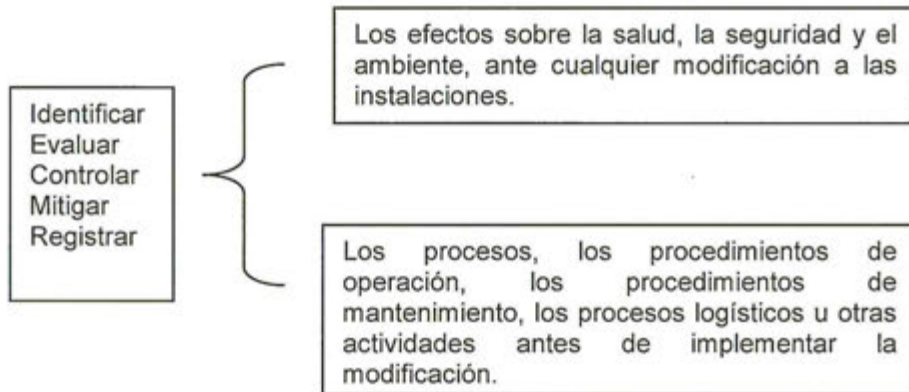 Identificar
Evaluar
Controlar
Mitigar
Registrar
Los efectos sobre la salud, la seguridad y el
ambiente, ante cualquier modificación a las
instalaciones.
Los procesos, los procedimientos de
operación, los procedimientos de
mantenimiento, los procesos logísticos u otras
actividades antes de implementar la
modificación.